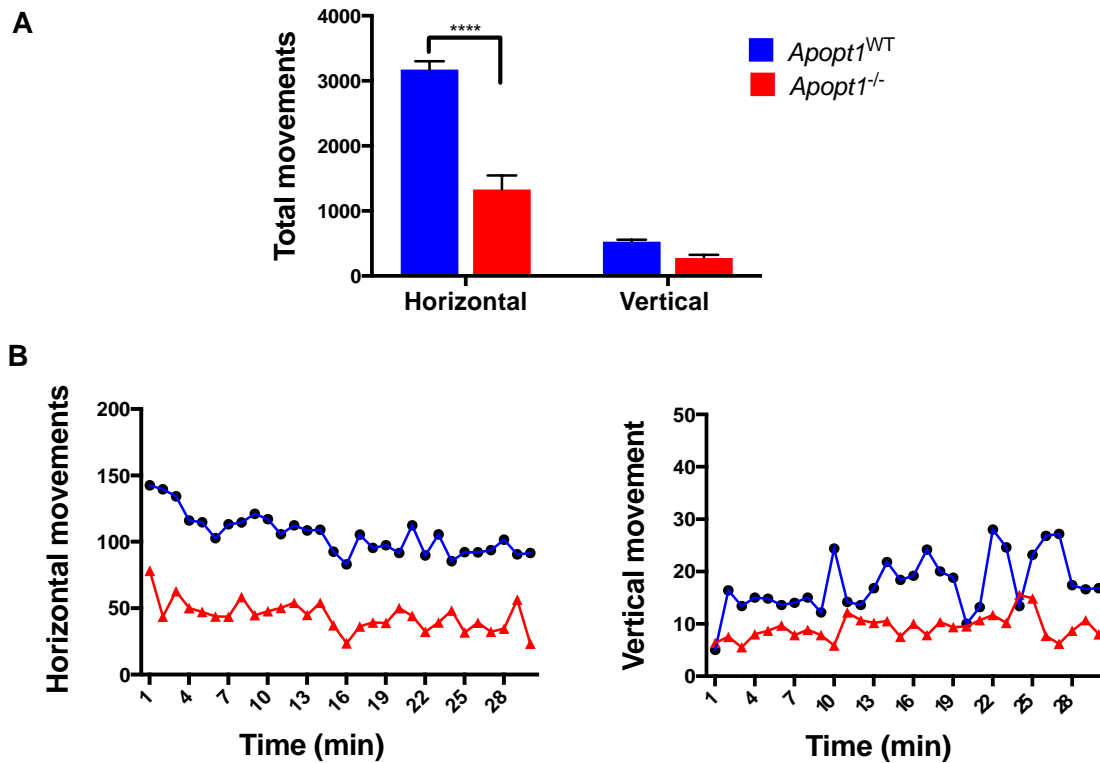 A
Total movements
4000
3000
2000
1000
0
****
Horizontal
Vertical
Apopt1WT
Apopt1-/-
B
Horizontal movements
200
150
100
50
0
1 4 7 10 13 16 19 22 25 28
Time (min)
Vertical movement
50
40
30
20
10
0
1 4 7 10 13 16 19 22 25 28
Time (min)